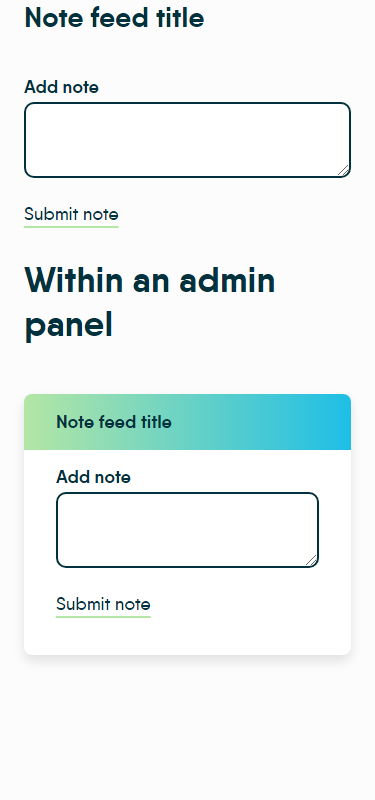 Note feed title
Add note
Submit note
Within an admin
panel
Note feed title
Add note
Submit note